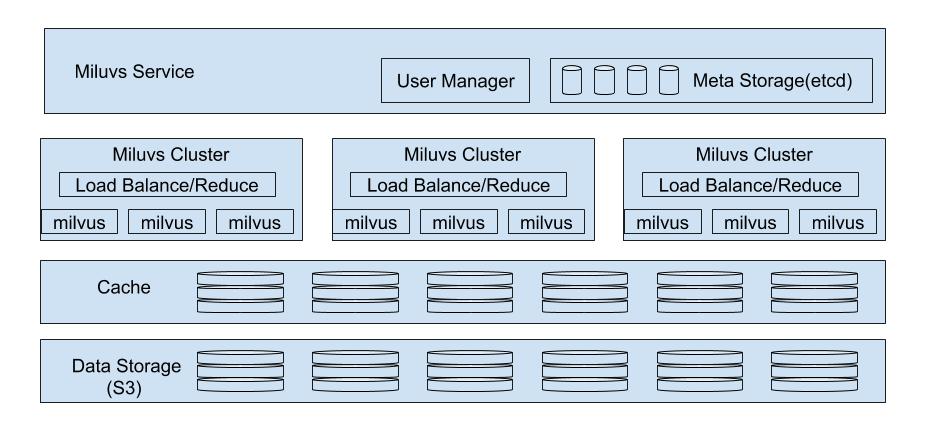 Miluvs Service
User Manager
Meta Storage(etcd)
Miluvs Cluster
Load Balance/Reduce
milvus milvus milvus
Miluvs Cluster
Load Balance/Reduce
milvus milvus milvus
Miluvs Cluster
Load Balance/Reduce
milvus milvus milvus
Cache
Data Storage
(S3)